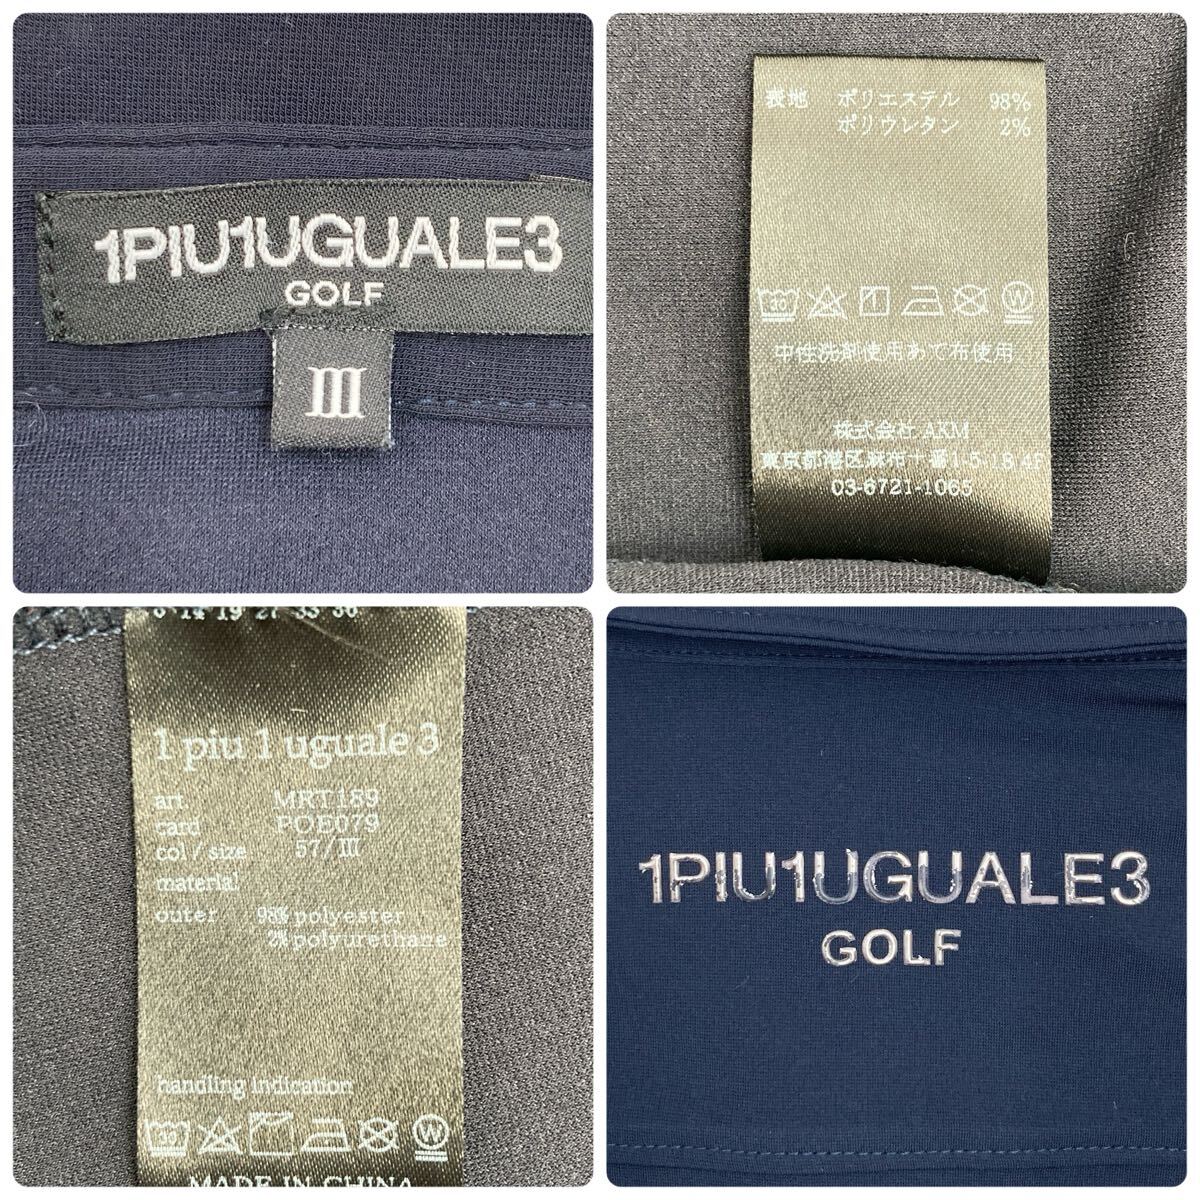 1PIU1UGUALE3
GOLF
III
表地 ポリエステル 98%
ポリウレタン 2%
30
W
中性洗剤使用あて布使用
株式会社 AKM
東京都港区麻布十番1-5-18,4F
03-6721-1065
1 piu 1 uguale 3
art MRT189
card POE079
col / size 57/III
material
outer 98% polyester
2% polyurethane
handling indication
30
W
MADE IN CHINA
1PIU1UGUALE3
GOLF